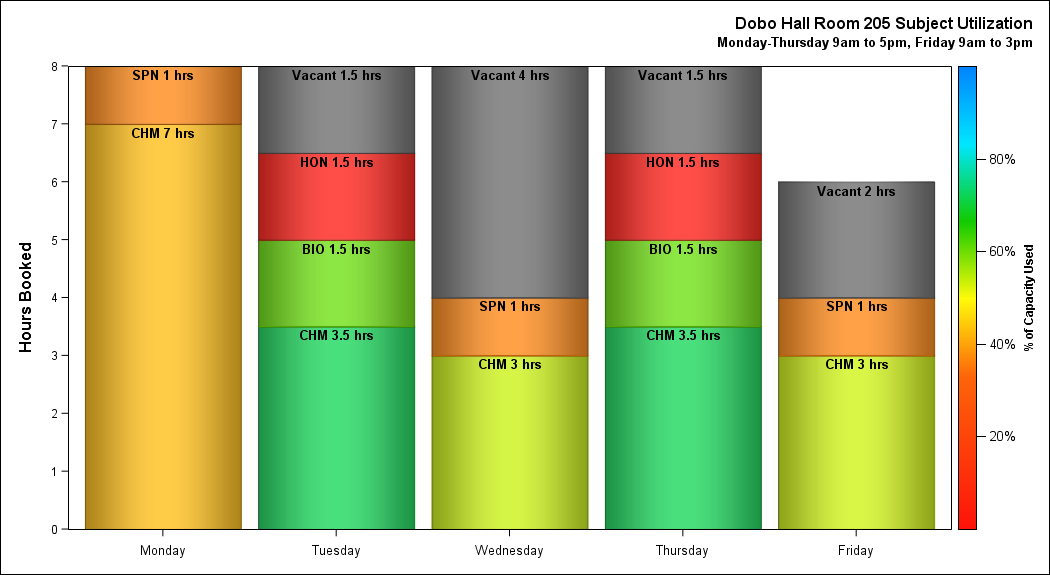 Dobo Hall Room 205 Subject Utilization
Monday-Thursday 9am to 5pm, Friday 9am to 3pm
Hours Booked
8
7
6
5
4
3
2
1
0
SPN 1 hrs
CHM 7 hrs
Vacant 1.5 hrs
HON 1.5 hrs
BIO 1.5 hrs
CHM 3.5 hrs
Vacant 4 hrs
SPN 1 hrs
CHM 3 hrs
Vacant 1.5 hrs
HON 1.5 hrs
BIO 1.5 hrs
CHM 3.5 hrs
Vacant 2 hrs
SPN 1 hrs
CHM 3 hrs
Monday
Tuesday
Wednesday
Thursday
Friday
80%
60%
40%
20%
% of Capacity Used